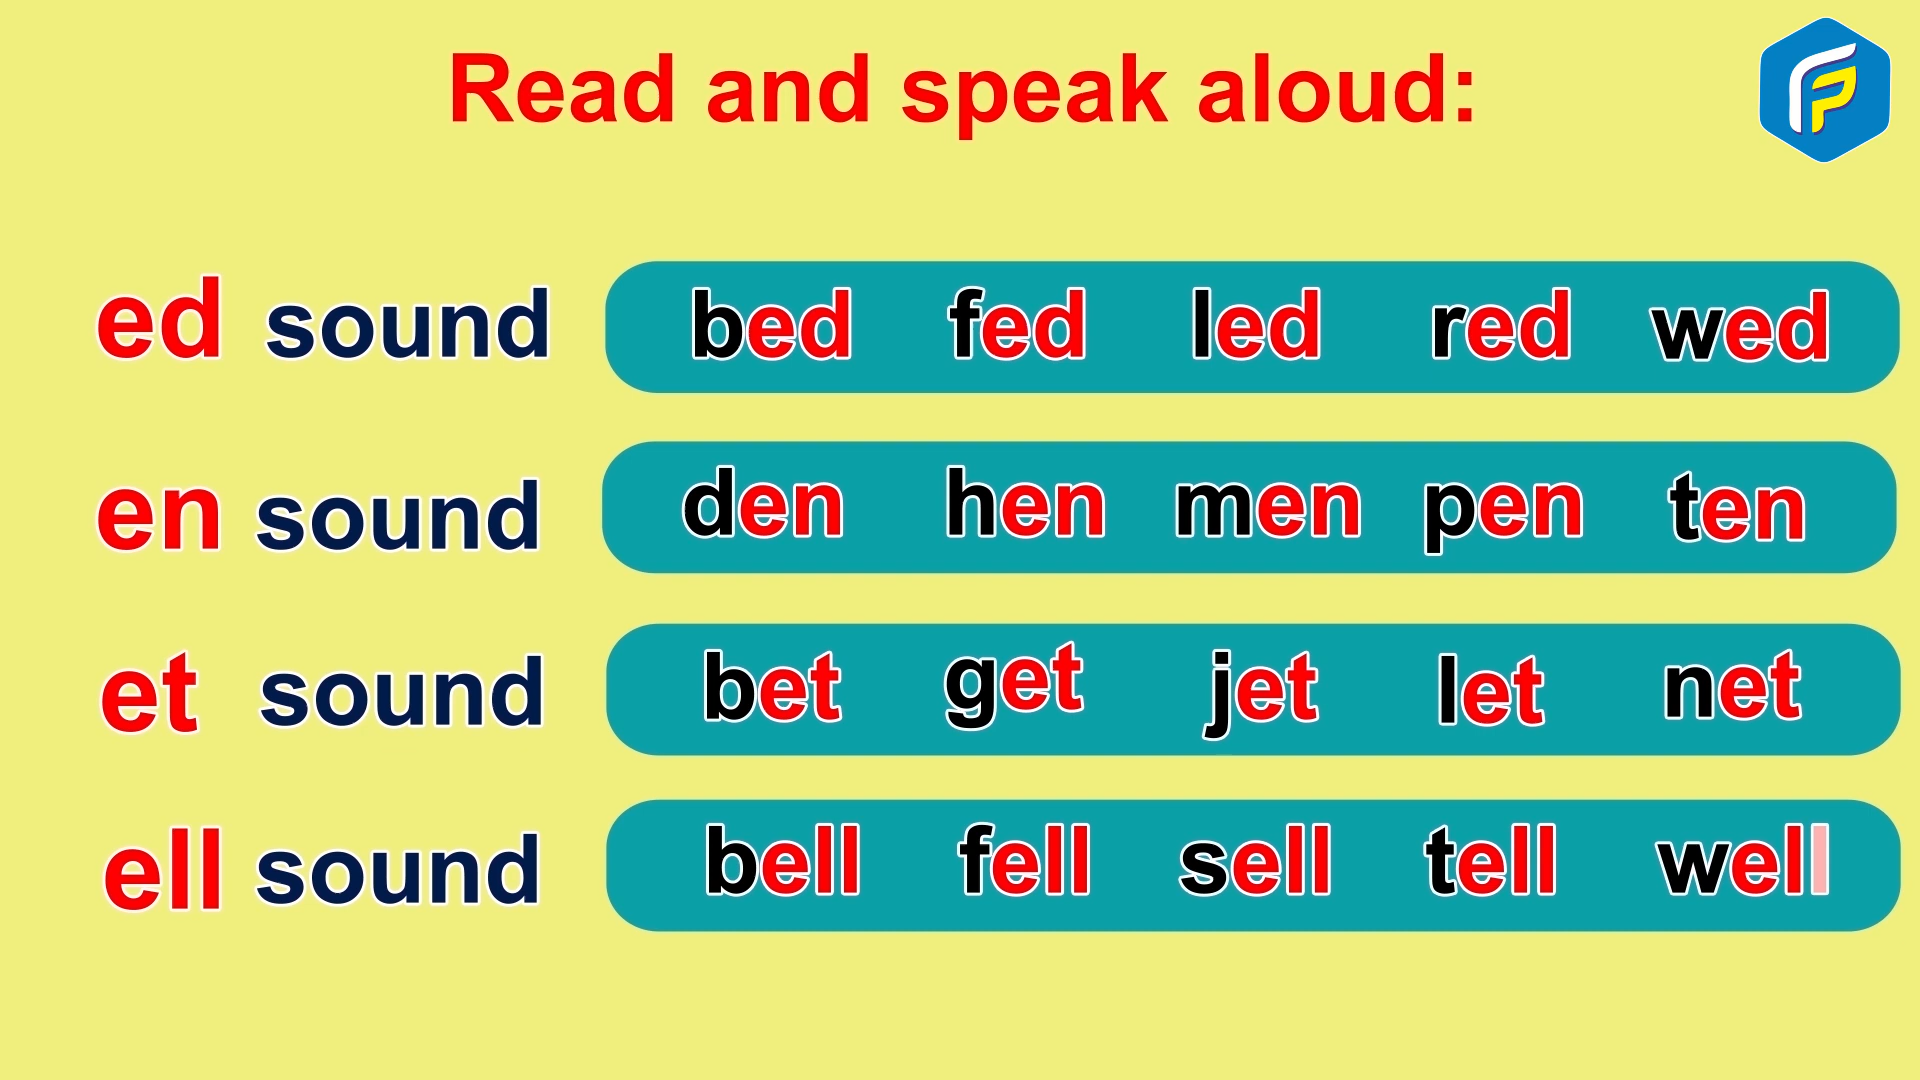 Read and speak aloud:
ed sound bed fed led red wed
en sound den hen men pen ten
et sound bet get jet let net
ell sound bell fell sell tell well